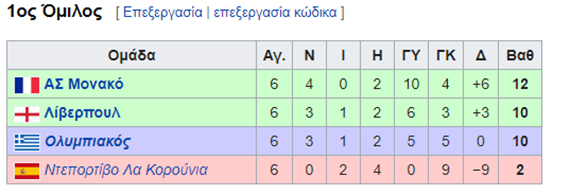 1ος Όμιλος [ Επεξεργασία | επεξεργασία κώδικα ]
Ομάδα Αγ. Ν Ι Η ΓΥ ΓΚ Δ Βαθ
ΑΣ Μονακό 6 4 0 2 10 4 +6 12
Λίβερπουλ 6 3 1 2 6 3 +3 10
Ολυμπιακός 6 3 1 2 5 5 0 10
Ντεπορτίβο Λα Κορούνια 6 0 2 4 0 9 −9 2